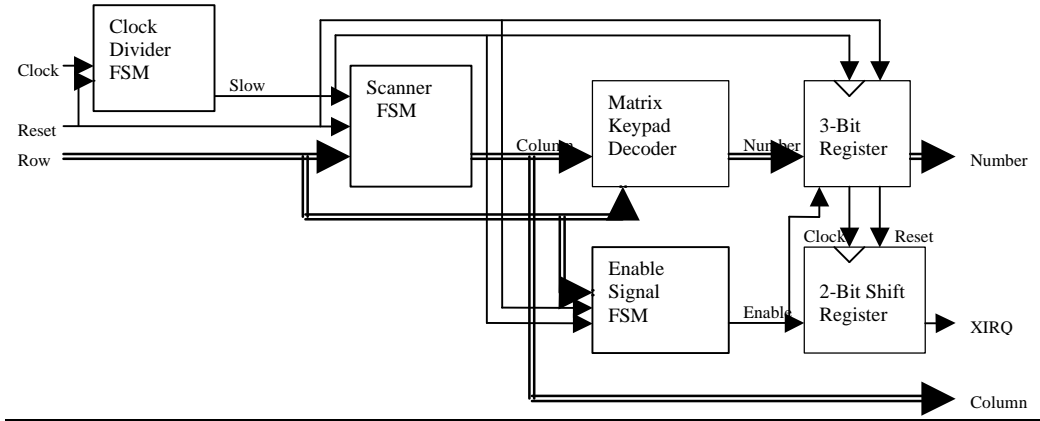 Clock
Divider
FSM
Clock
Slow
Reset
Row
Scanner
FSM
Column
Matrix
Keypad
Decoder
Number
3-Bit
Register
Number
Clock
Reset
Enable
Signal
FSM
Enable
2-Bit Shift
Register
XIRQ
Column